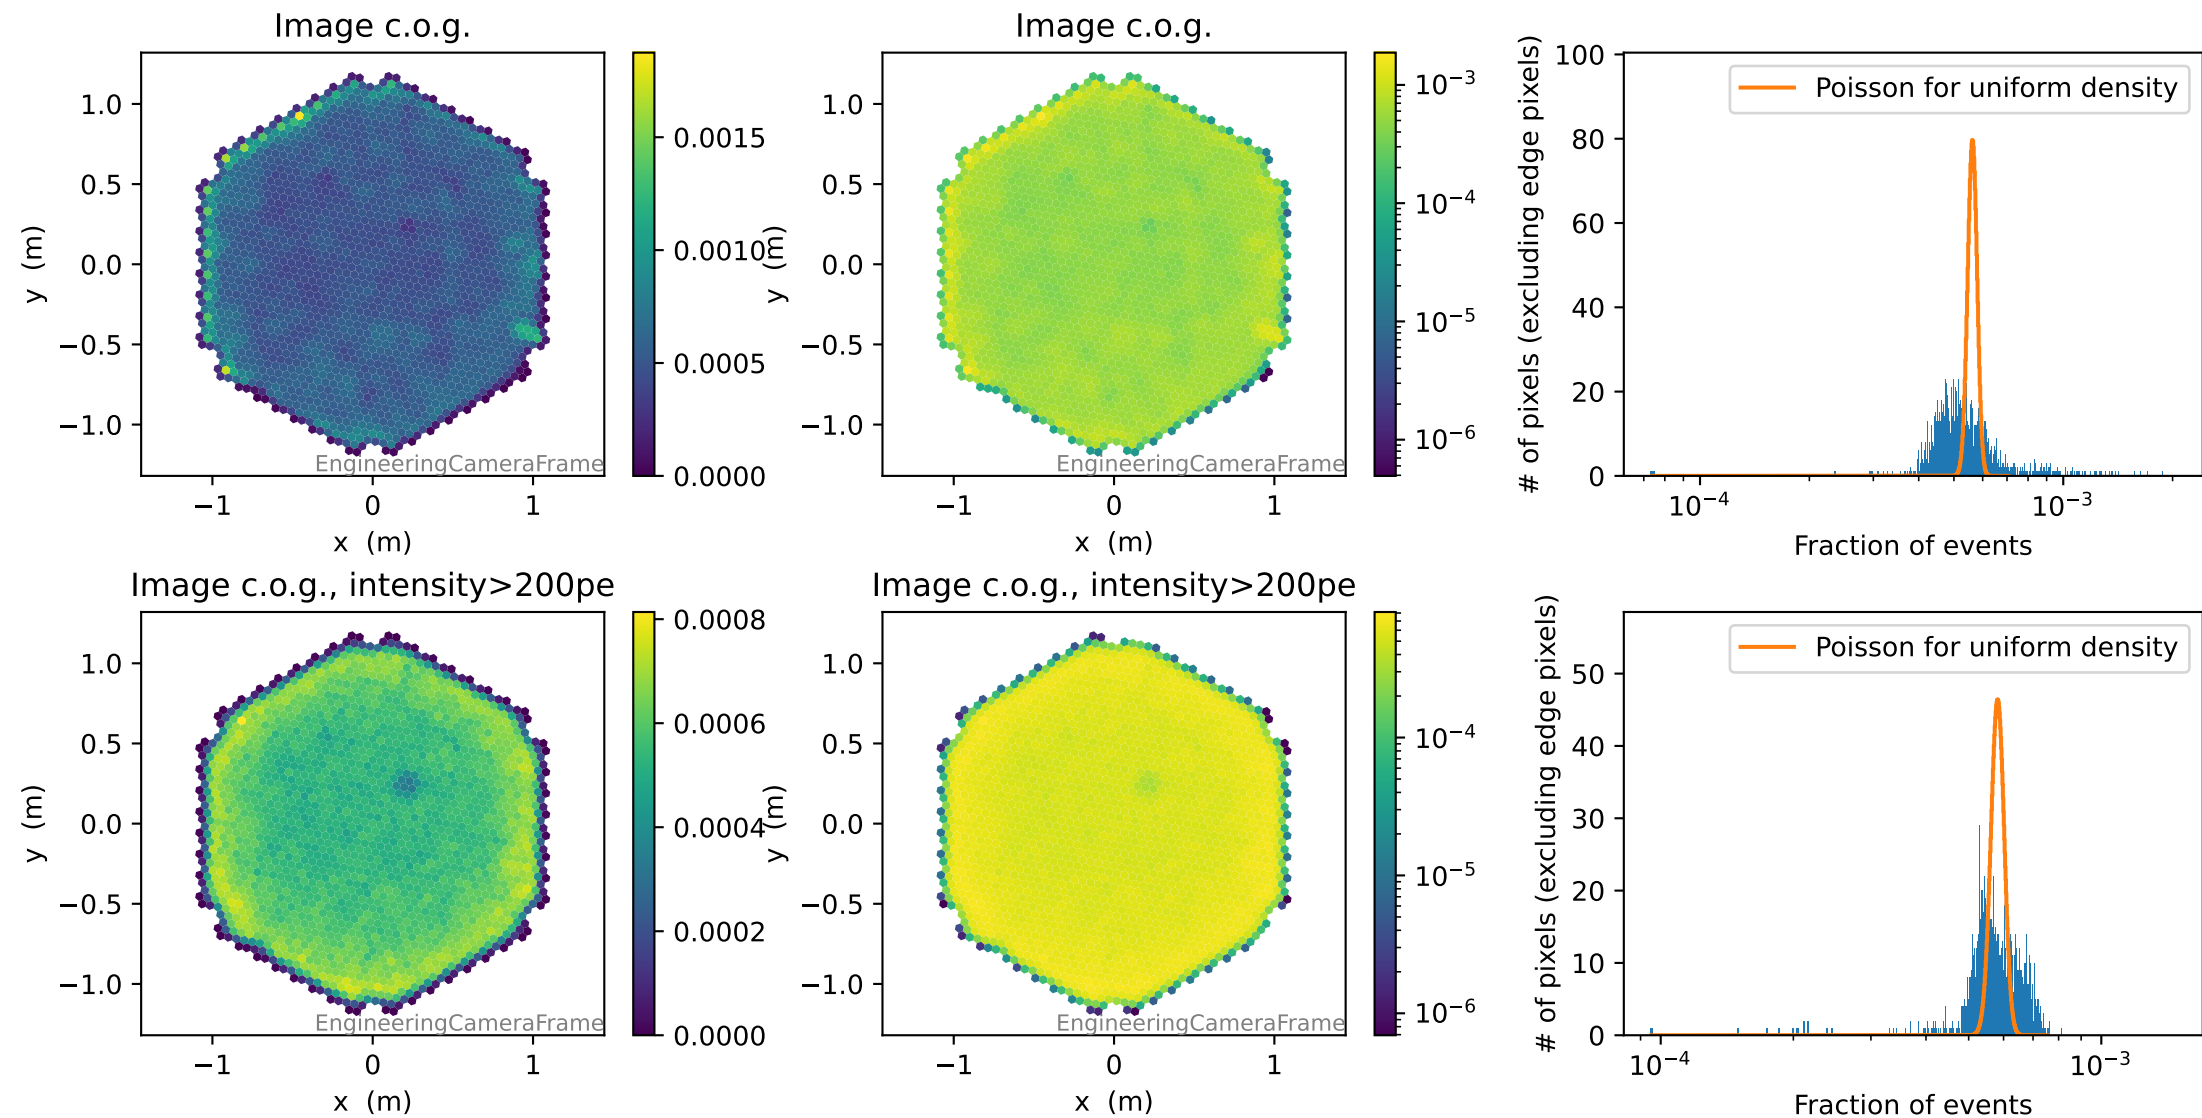 Image c.o.g.
1.0
0.5
0.0
−0.5
−1.0
y (m)
−1
0
1
x (m)
EngineeringCameraFrame
0.0015
0.0010
0.0005
0.0000
Image c.o.g.
1.0
0.5
0.0
−0.5
−1.0
y (m)
−1
0
1
x (m)
EngineeringCameraFrame
10⁻³
10⁻⁴
10⁻⁵
10⁻⁶
# of pixels (excluding edge pixels)
100
80
60
40
20
0
Poisson for uniform density
10⁻⁴
10⁻³
Fraction of events
Image c.o.g., intensity>200pe
1.0
0.5
0.0
−0.5
−1.0
y (m)
−1
0
1
x (m)
EngineeringCameraFrame
0.0008
0.0006
0.0004
0.0002
0.0000
Image c.o.g., intensity>200pe
1.0
0.5
0.0
−0.5
−1.0
y (m)
−1
0
1
x (m)
EngineeringCameraFrame
10⁻⁴
10⁻⁵
10⁻⁶
# of pixels (excluding edge pixels)
50
40
30
20
10
0
Poisson for uniform density
10⁻⁴
10⁻³
Fraction of events